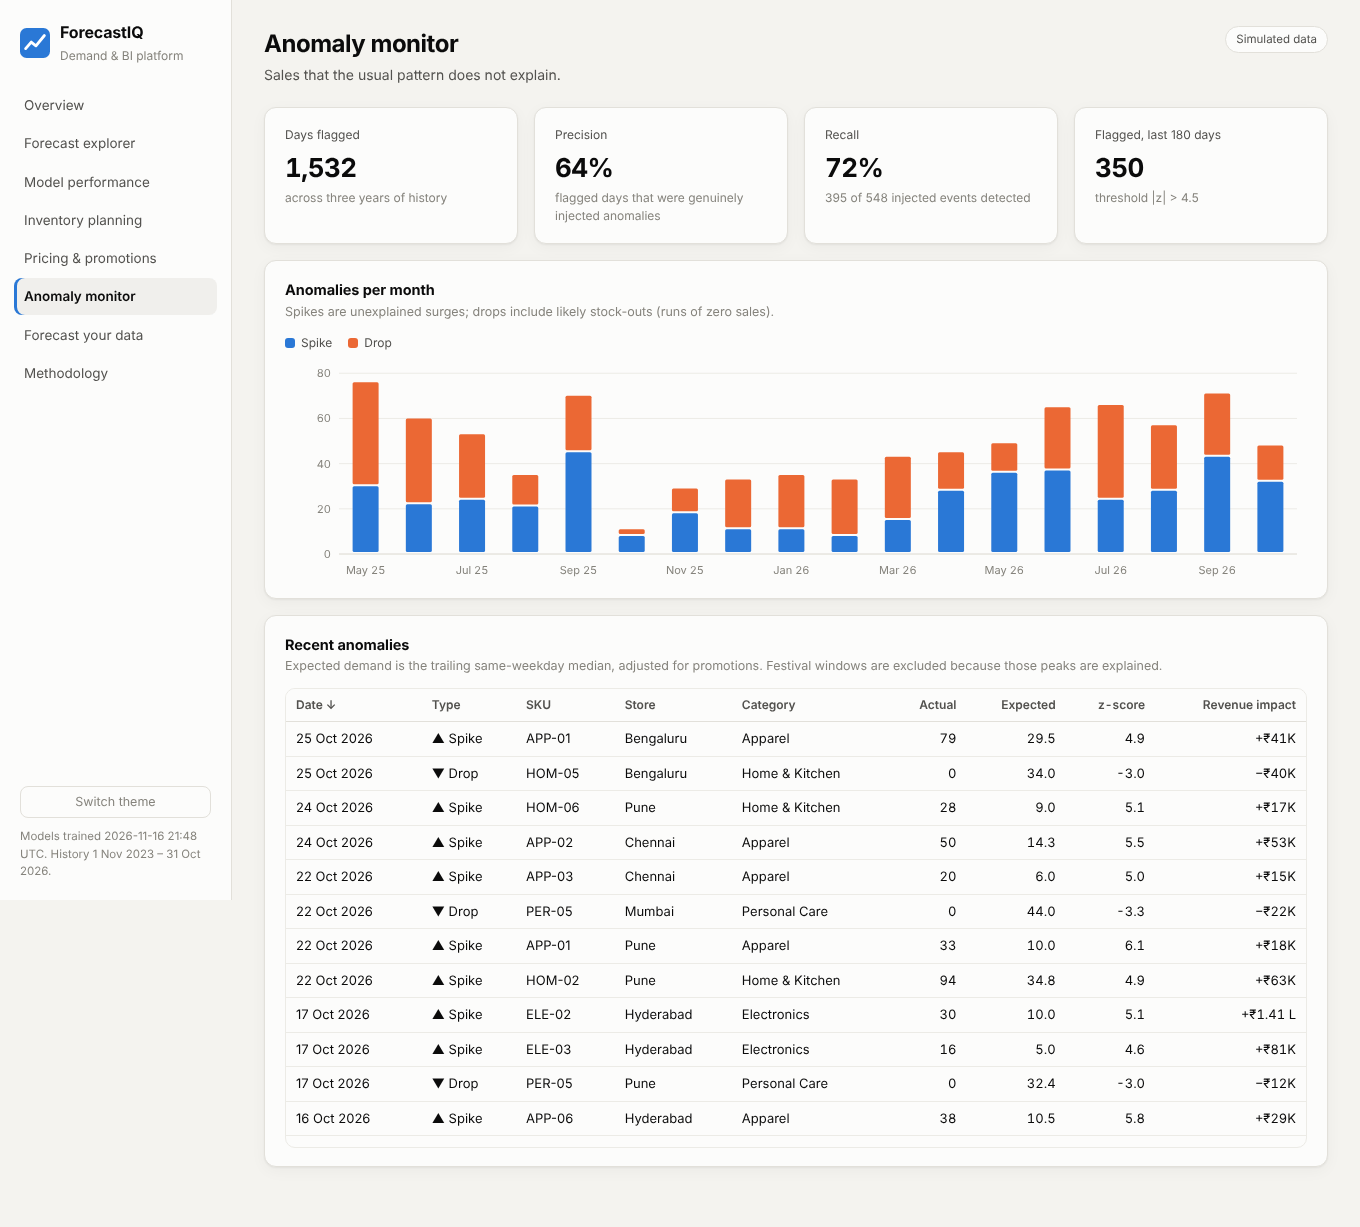 ForecastIQ
Demand & BI platform
Overview
Forecast explorer
Model performance
Inventory planning
Pricing & promotions
Anomaly monitor
Forecast your data
Methodology
Switch theme
Models trained 2026-11-16 21:48
UTC. History 1 Nov 2023 – 31 Oct
2026.
Anomaly monitor
Simulated data
Sales that the usual pattern does not explain.
Days flagged
1,532
across three years of history
Precision
64%
flagged days that were genuinely
injected anomalies
Recall
72%
395 of 548 injected events detected
Flagged, last 180 days
350
threshold |z| > 4.5
Anomalies per month
Spikes are unexplained surges; drops include likely stock-outs (runs of zero sales).
Spike Drop
80
60
40
20
0
May 25 Jul 25 Sep 25 Nov 25 Jan 26 Mar 26 May 26 Jul 26 Sep 26
Recent anomalies
Expected demand is the trailing same-weekday median, adjusted for promotions. Festival windows are excluded because those peaks are explained.
Date ↓ Type SKU Store Category Actual Expected z-score Revenue impact
25 Oct 2026 ▲ Spike APP-01 Bengaluru Apparel 79 29.5 4.9 +₹41K
25 Oct 2026 ▼ Drop HOM-05 Bengaluru Home & Kitchen 0 34.0 -3.0 −₹40K
24 Oct 2026 ▲ Spike HOM-06 Pune Home & Kitchen 28 9.0 5.1 +₹17K
24 Oct 2026 ▲ Spike APP-02 Chennai Apparel 50 14.3 5.5 +₹53K
22 Oct 2026 ▲ Spike APP-03 Chennai Apparel 20 6.0 5.0 +₹15K
22 Oct 2026 ▼ Drop PER-05 Mumbai Personal Care 0 44.0 -3.3 −₹22K
22 Oct 2026 ▲ Spike APP-01 Pune Apparel 33 10.0 6.1 +₹18K
22 Oct 2026 ▲ Spike HOM-02 Pune Home & Kitchen 94 34.8 4.9 +₹63K
17 Oct 2026 ▲ Spike ELE-02 Hyderabad Electronics 30 10.0 5.1 +₹1.41 L
17 Oct 2026 ▲ Spike ELE-03 Hyderabad Electronics 16 5.0 4.6 +₹81K
17 Oct 2026 ▼ Drop PER-05 Pune Personal Care 0 32.4 -3.0 −₹12K
16 Oct 2026 ▲ Spike APP-06 Hyderabad Apparel 38 10.5 5.8 +₹29K